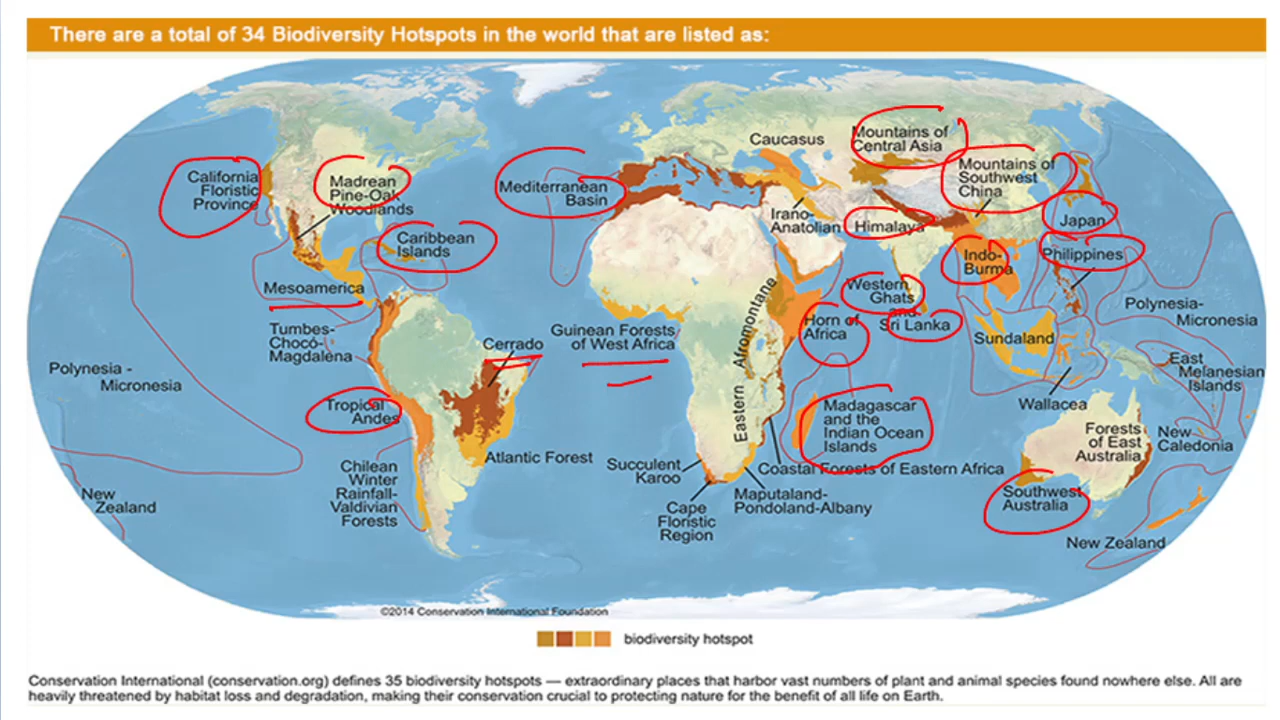 There are a total of 34 Biodiversity Hotspots in the world that are listed as:
Caucasus
Mountains of
Central Asia
Mountains of
Southwest
China
California
Floristic
Province
Madrean
Pine-Oak
Woodlands
Mediterranean
Basin
Irano-
Anatolian
Himalaya
Japan
Caribbean
Islands
Indo-
Burma
Philippines
Mesoamerica
Western
Ghats
and
Sri Lanka
Polynesia-
Micronesia
Tumbes-
Chocó-
Magdalena
Cerrado
Guinean Forests
of West Africa
Eastern Afromontane
Horn of
Africa
Sundaland
East
Melanesian
Islands
Polynesia -
Micronesia
Wallacea
Tropical
Andes
Madagascar
and the
Indian Ocean
Islands
Forests
of East
Australia
New
Caledonia
Atlantic Forest
Chilean
Winter
Rainfall-
Valdivian
Forests
Succulent
Karoo
Coastal Forests of Eastern Africa
New
Zealand
Cape
Floristic
Region
Maputaland-
Pondoland-Albany
Southwest
Australia
New Zealand
©2014 Conservation International Foundation
biodiversity hotspot
Conservation International (conservation.org) defines 35 biodiversity hotspots — extraordinary places that harbor vast numbers of plant and animal species found nowhere else. All are
heavily threatened by habitat loss and degradation, making their conservation crucial to protecting nature for the benefit of all life on Earth.